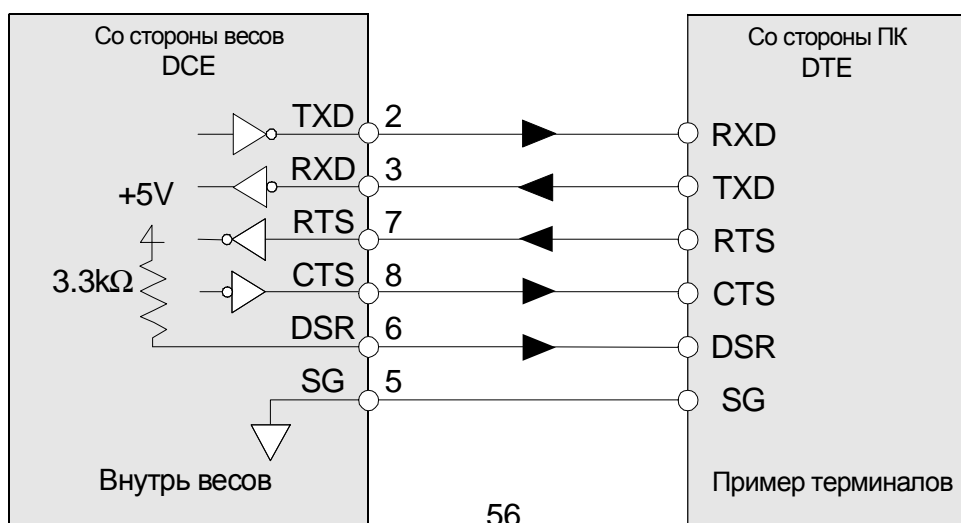 Со стороны весов
DCE
TXD 2
RXD 3
+5V
RTS 7
3.3kΩ
CTS 8
DSR 6
SG 5
Внутрь весов
Со стороны ПК
DTE
RXD
TXD
RTS
CTS
DSR
SG
Пример терминалов
56